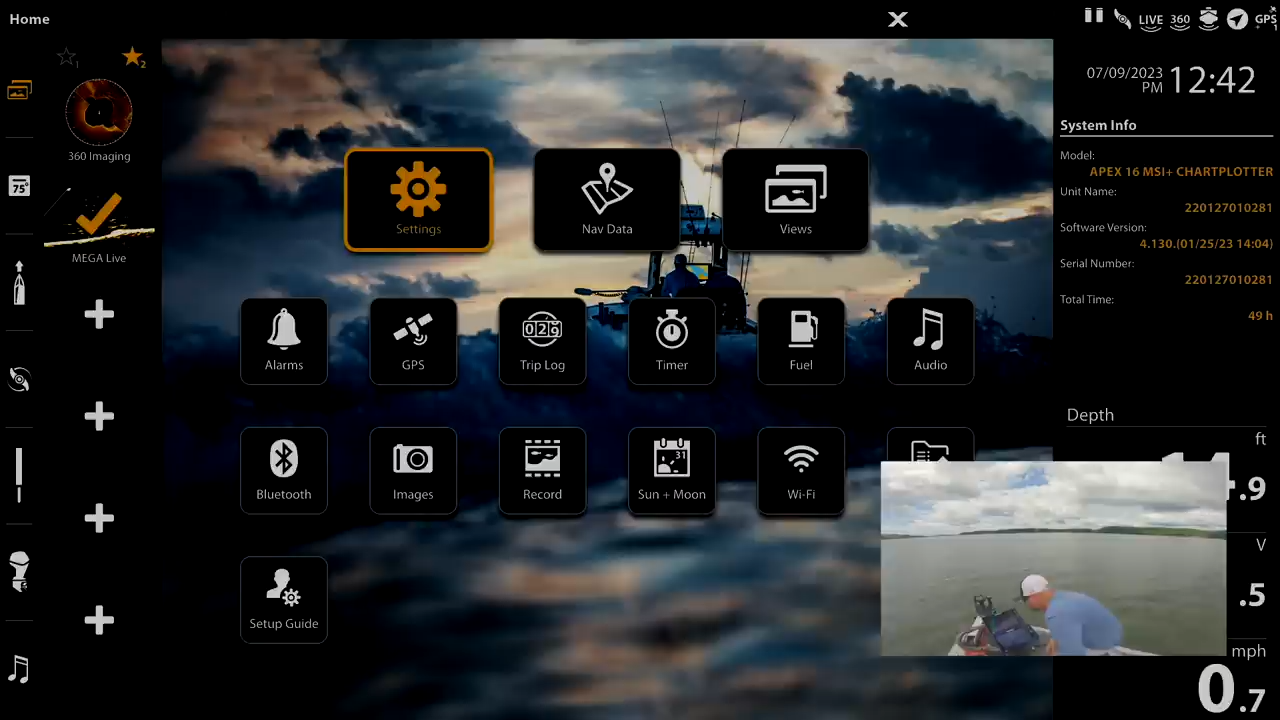 Home
LIVE 360 GPS
1
1
2
360 Imaging
75°
MEGA Live
Settings
Nav Data
Views
Alarms
GPS
029
Trip Log
Timer
Fuel
Audio
Bluetooth
Images
Record
31
Sun + Moon
Wi-Fi
Setup Guide
07/09/2023
PM
12:42
System Info
Model:
APEX 16 MSI+ CHARTPLOTTER
Unit Name:
220127010281
Software Version:
4.130.(01/25/23 14:04)
Serial Number:
220127010281
Total Time:
49 h
Depth
ft
.9
V
.5
mph
0.7